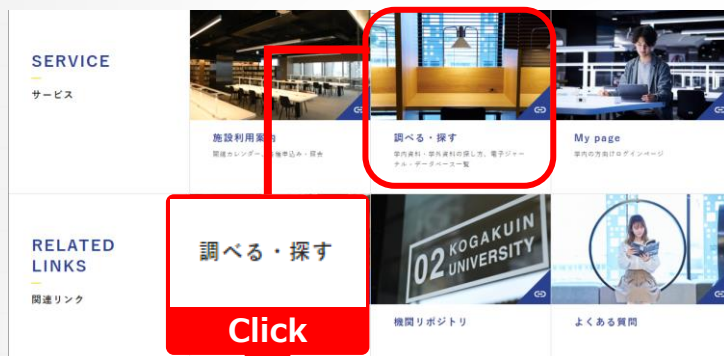 SERVICE
サービス
施設利用案内
開館カレンダー、各種申込み・照会
調べる・探す
学内資料・学外資料の探し方、電子ジャー
ナル・データベース一覧
My page
学内の方向けログインページ
RELATED
LINKS
関連リンク
調べる・探す
Click
02 KOGAKUIN
UNIVERSITY
機関リポジトリ
よくある質問